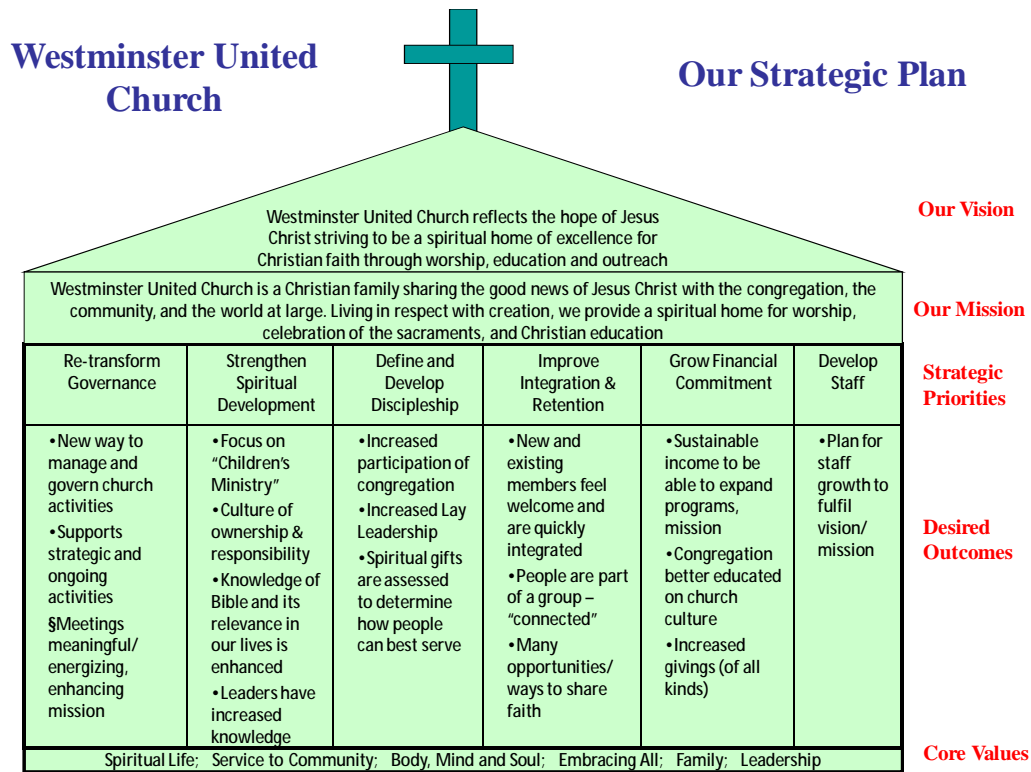 Westminster United
Church
Our Strategic Plan
Our Vision
Westminster United Church reflects the hope of Jesus
Christ striving to be a spiritual home of excellence for
Christian faith through worship, education and outreach
Westminster United Church is a Christian family sharing the good news of Jesus Christ with the congregation, the
community, and the world at large. Living in respect with creation, we provide a spiritual home for worship,
celebration of the sacraments, and Christian education
Our Mission
Re-transform
Governance
Strengthen
Spiritual
Development
Define and
Develop
Discipleship
Improve
Integration &
Retention
Grow Financial
Commitment
Develop
Staff
Strategic
Priorities
•New way to
manage and
govern church
activities
•Supports
strategic and
ongoing
activities
§Meetings
meaningful/
energizing,
enhancing
mission
•Focus on
“Children’s
Ministry”
•Culture of
ownership &
responsibility
•Knowledge of
Bible and its
relevance in
our lives is
enhanced
•Leaders have
increased
knowledge
•Increased
participation of
congregation
•Increased Lay
Leadership
•Spiritual gifts
are assessed
to determine
how people
can best serve
•New and
existing
members feel
welcome and
are quickly
integrated
•People are part
of a group –
“connected”
•Many
opportunities/
ways to share
faith
•Sustainable
income to be
able to expand
programs,
mission
•Congregation
better educated
on church
culture
•Increased
givings (of all
kinds)
•Plan for
staff
growth to
fulfil
vision/
mission
Desired
Outcomes
Spiritual Life; Service to Community; Body, Mind and Soul; Embracing All; Family; Leadership
Core Values